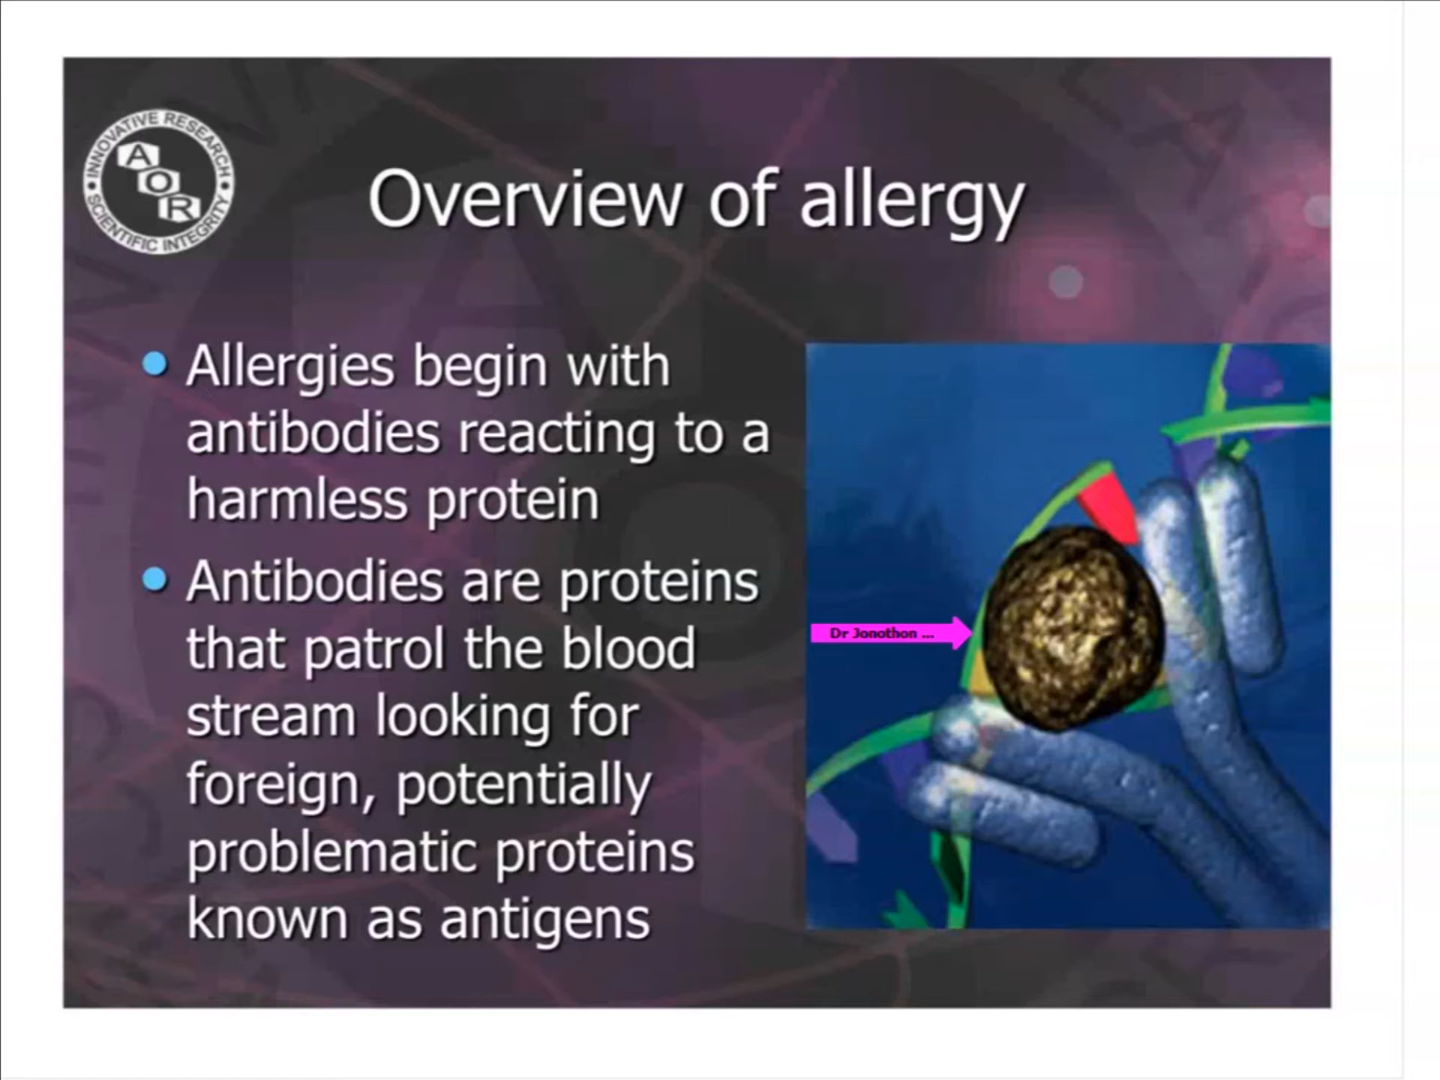 INNOVATIVE RESEARCH
AOR
SCIENTIFIC INTEGRITY
Overview of allergy
Allergies begin with
antibodies reacting to a
harmless protein
Antibodies are proteins
that patrol the blood
stream looking for
foreign, potentially
problematic proteins
known as antigens
Dr Jonothon ...